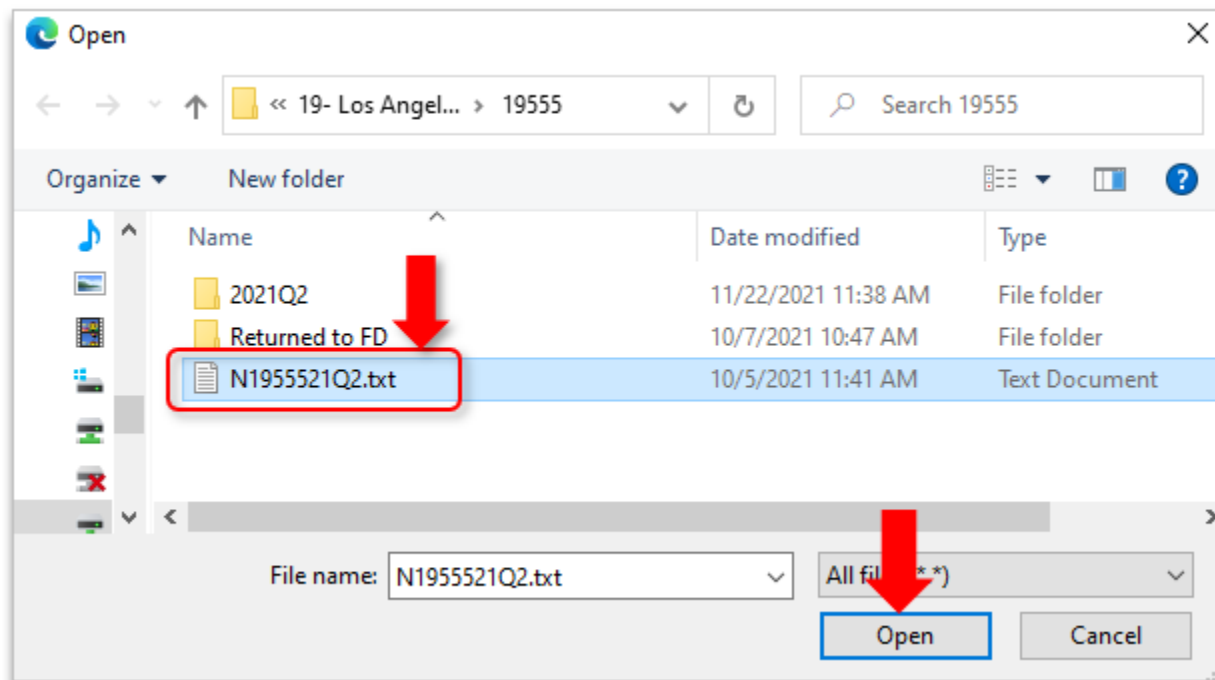 Open
« 19- Los Angel... › 19555
Search 19555
Organize New folder
Name Date modified Type
2021Q2 11/22/2021 11:38 AM File folder
Returned to FD 10/7/2021 10:47 AM File folder
N1955521Q2.txt 10/5/2021 11:41 AM Text Document
File name: N1955521Q2.txt All fil *.*)
Open Cancel